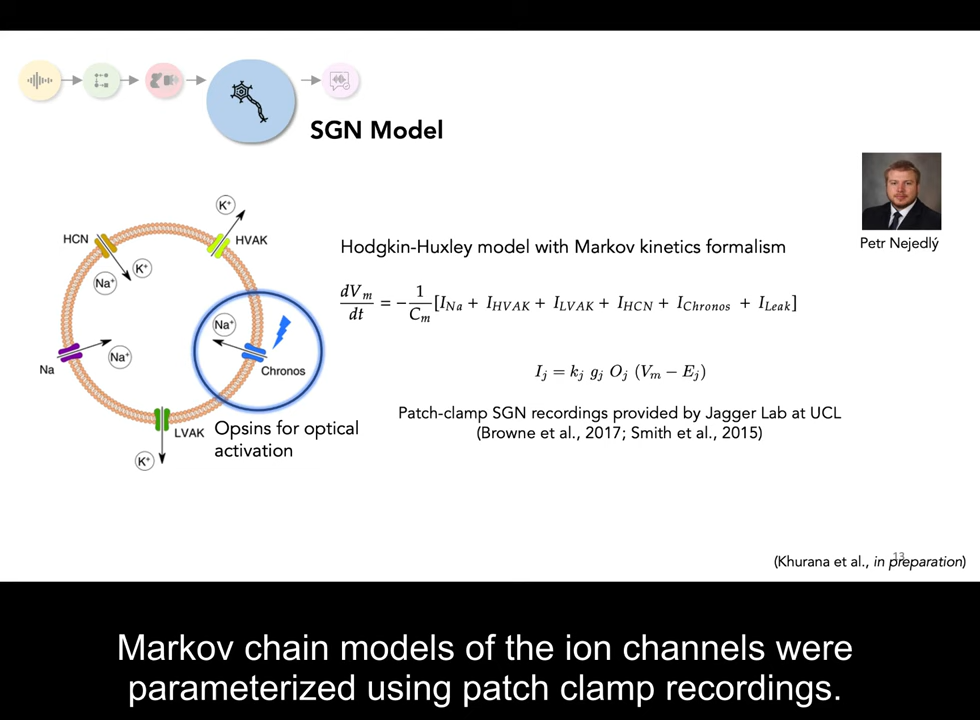 SGN Model
K+
HCN
HVAK
K+
Na+
Na+
Na
Na+
Chronos
LVAK
K+
Opsins for optical
activation
Hodgkin-Huxley model with Markov kinetics formalism
dVm/dt = −1/Cm [INa + IHVAK + ILVAK + IHCN + IChronos + ILeak]
Ij = kj gj Oj (Vm − Ej)
Patch-clamp SGN recordings provided by Jagger Lab at UCL
(Browne et al., 2017; Smith et al., 2015)
Petr Nejedlý
13
(Khurana et al., in preparation)
Markov chain models of the ion channels were
parameterized using patch clamp recordings.